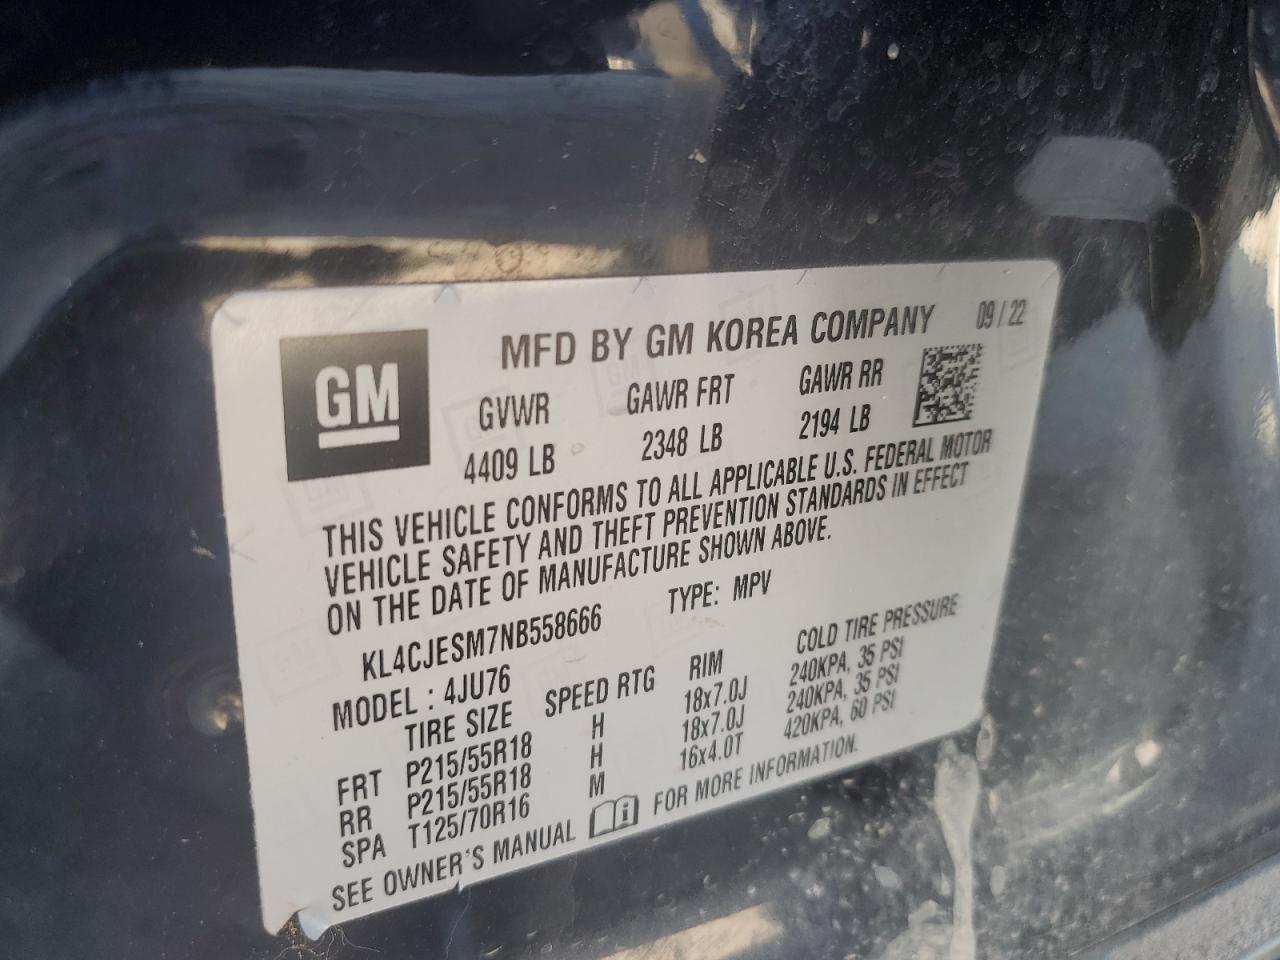 GM
MFD BY GM KOREA COMPANY 09/22
GVWR GAWR FRT GAWR RR
4409 LB 2348 LB 2194 LB
THIS VEHICLE CONFORMS TO ALL APPLICABLE U.S. FEDERAL MOTOR
VEHICLE SAFETY AND THEFT PREVENTION STANDARDS IN EFFECT
ON THE DATE OF MANUFACTURE SHOWN ABOVE.
KL4CJESM7NB558666 TYPE: MPV
MODEL : 4JU76
TIRE SIZE SPEED RTG RIM COLD TIRE PRESSURE
FRT P215/55R18 H 18x7.0J 240KPA, 35 PSI
RR P215/55R18 H 18x7.0J 240KPA, 35 PSI
SPA T125/70R16 M 16x4.0T 420KPA, 60 PSI
SEE OWNER'S MANUAL FOR MORE INFORMATION.